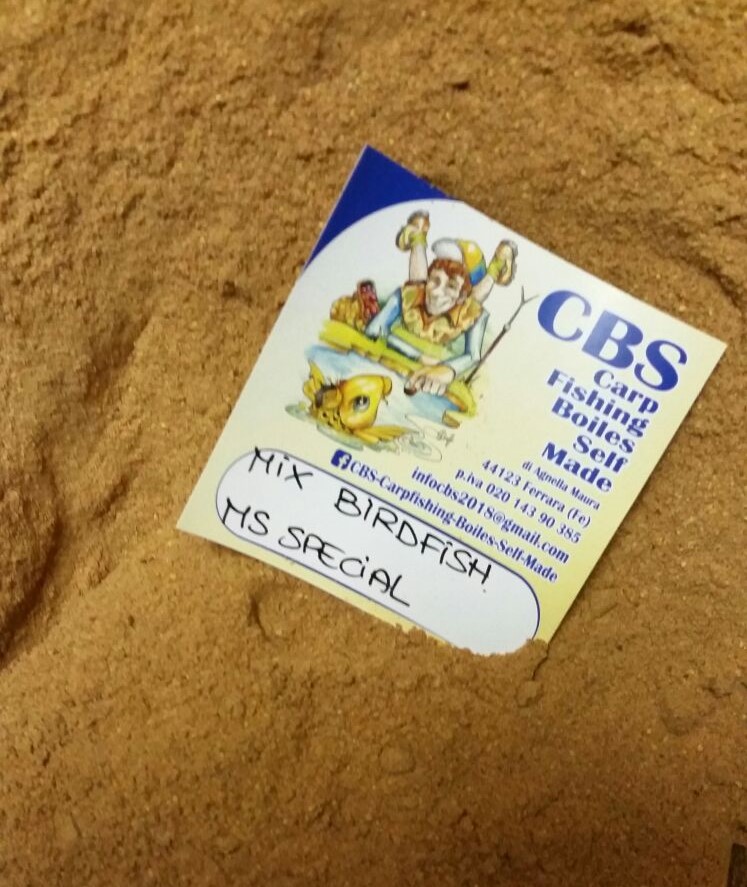 CBS
Carp
Fishing
Boiles
Self
Made
di Agnella Maura
44123 Ferrara (Fe)
p.iva 020 143 90 385
infocbs2018@gmail.com
CBS-Carpfishing-Boiles-Self-Made
MiX BiRDFiSH
MS SPECiAL